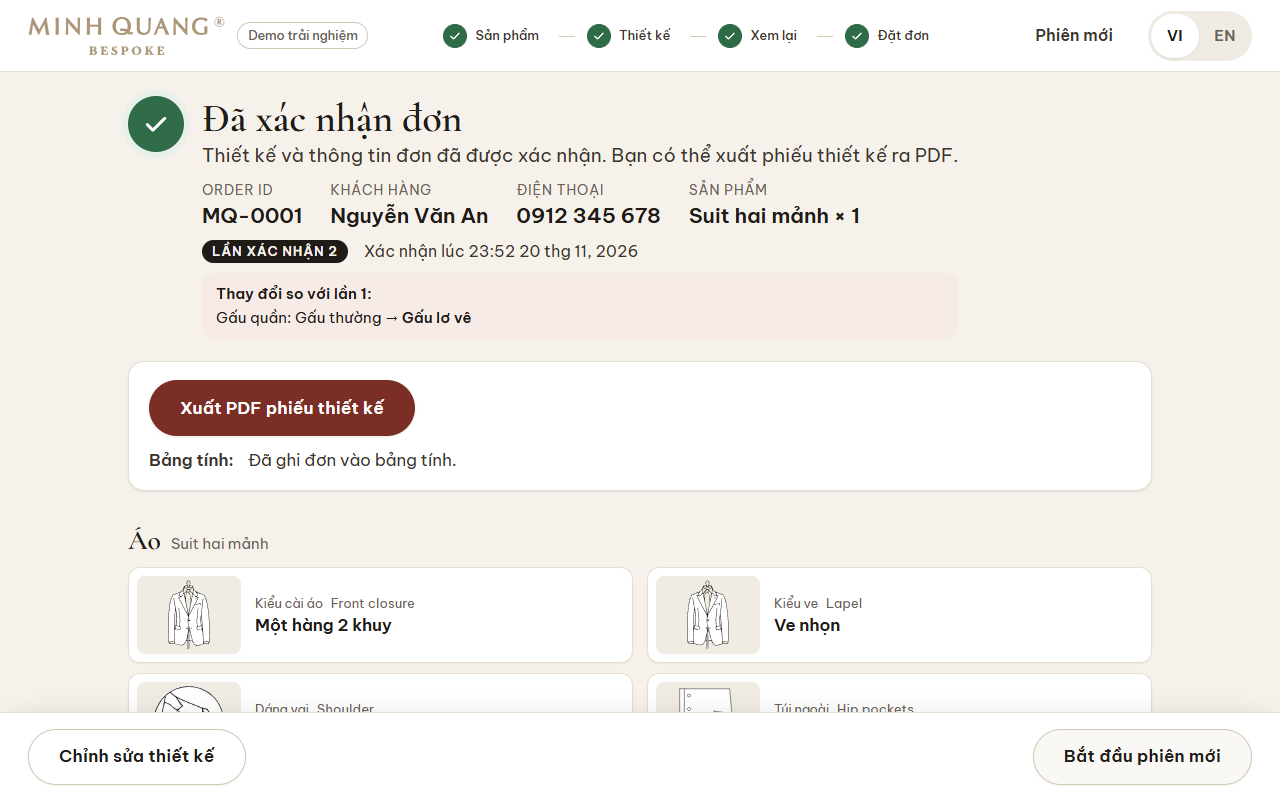 MINH QUANG®
BESPOKE
Demo trải nghiệm
Sản phẩm
Thiết kế
Xem lại
Đặt đơn
Phiên mới
VI
EN
Đã xác nhận đơn
Thiết kế và thông tin đơn đã được xác nhận. Bạn có thể xuất phiếu thiết kế ra PDF.
ORDER ID
KHÁCH HÀNG
ĐIỆN THOẠI
SẢN PHẨM
MQ-0001
Nguyễn Văn An
0912 345 678
Suit hai mảnh × 1
LẦN XÁC NHẬN 2
Xác nhận lúc 23:52 20 thg 11, 2026
Thay đổi so với lần 1:
Gấu quần: Gấu thường → Gấu lơ vê
Xuất PDF phiếu thiết kế
Bảng tính: Đã ghi đơn vào bảng tính.
Áo Suit hai mảnh
Kiểu cài áo Front closure
Một hàng 2 khuy
Kiểu ve Lapel
Ve nhọn
Dáng vai Shoulder
Túi ngoài Hip pockets
Chỉnh sửa thiết kế
Bắt đầu phiên mới